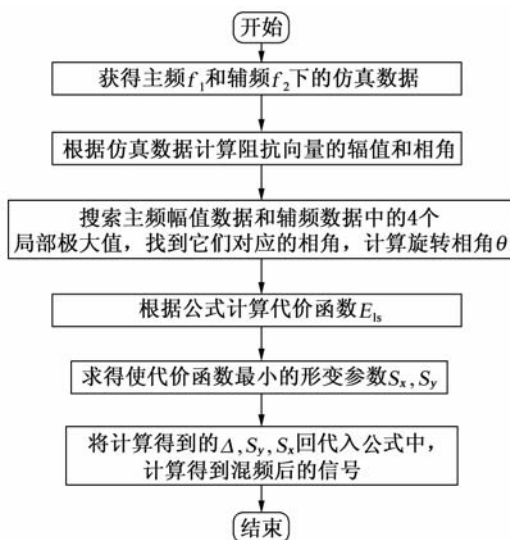 开始
获得主频f₁和辅频f₂下的仿真数据
根据仿真数据计算阻抗向量的辐值和相角
搜索主频幅值数据和辅频数据中的4个
局部极大值，找到它们对应的相角，计算旋转相角θ
根据公式计算代价函数E_{ls}
求得使代价函数最小的形变参数Sₓ,S_y
将计算得到的Δ,S_y,Sₓ回代入公式中，
计算得到混频后的信号
结束